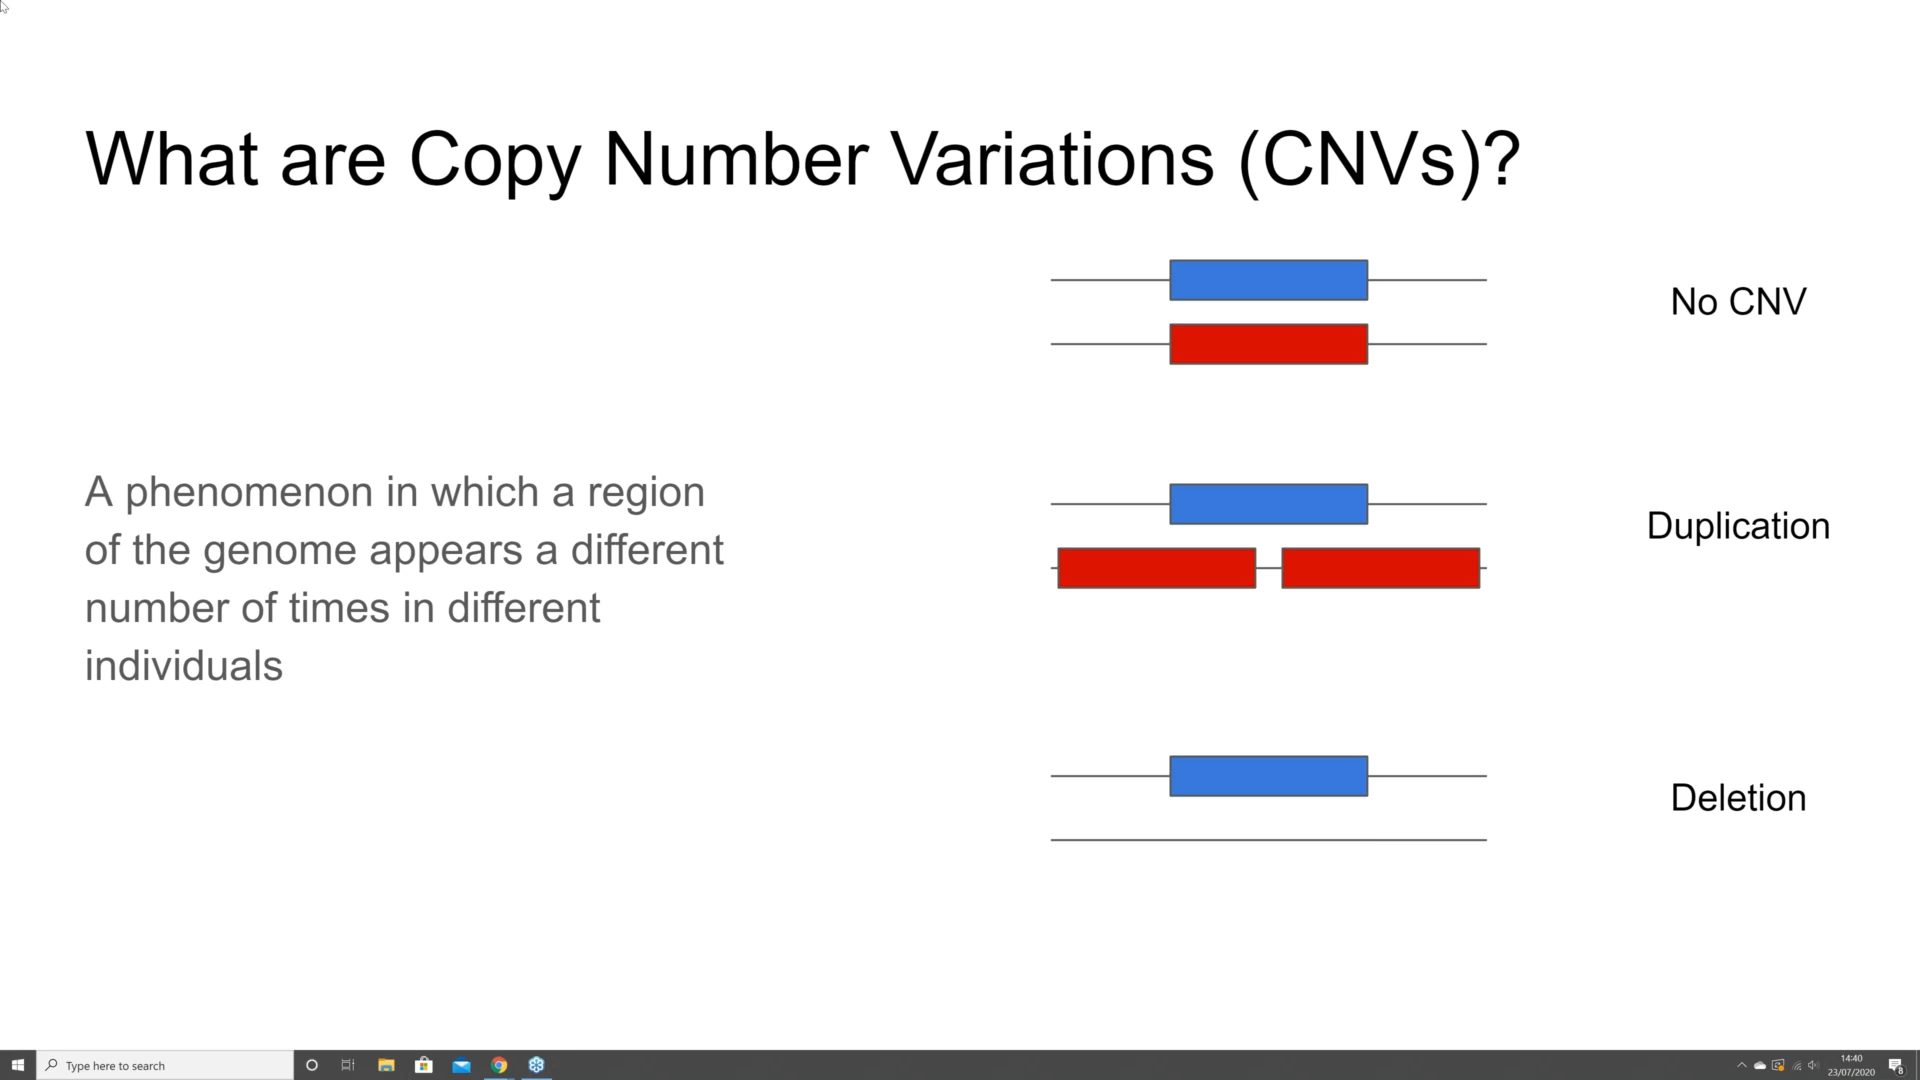 What are Copy Number Variations (CNVs)?
No CNV
A phenomenon in which a region
of the genome appears a different
number of times in different
individuals
Duplication
Deletion
Type here to search
14:40
23/07/2020
8